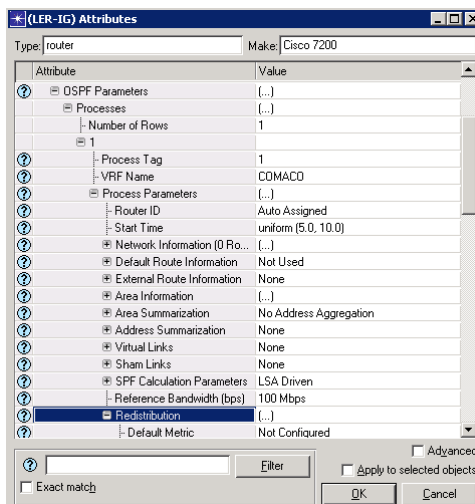 (LER-IG) Attributes
Type: router Make: Cisco 7200
Attribute Value
OSPF Parameters (...)
Processes (...)
Number of Rows 1
1
Process Tag 1
VRF Name COMACO
Process Parameters (...)
Router ID Auto Assigned
Start Time uniform (5.0, 10.0)
Network Information (0 Ro... (...)
Default Route Information Not Used
External Route Information None
Area Information (...)
Area Summarization No Address Aggregation
Address Summarization None
Virtual Links None
Sham Links None
SPF Calculation Parameters LSA Driven
Reference Bandwidth (bps) 100 Mbps
Redistribution (...)
Default Metric Not Configured
Advanced
Filter Apply to selected objects
Exact match
OK Cancel